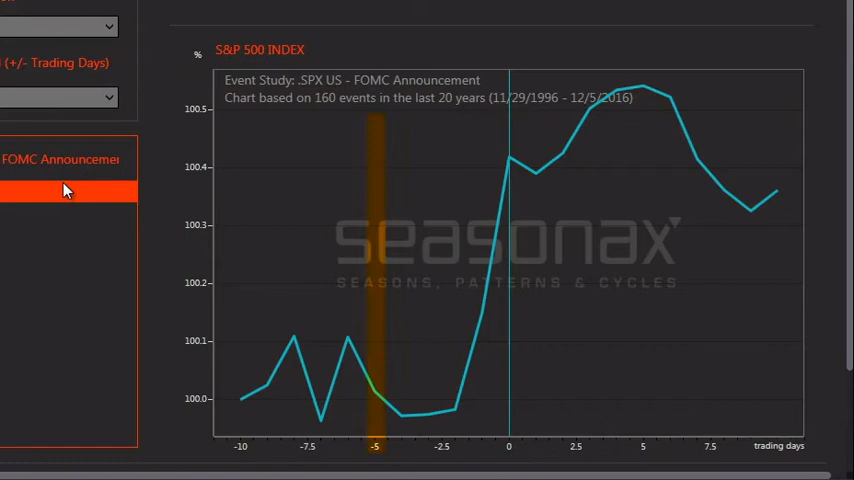 %
S&P 500 INDEX
(+/- Trading Days)
Event Study: .SPX US - FOMC Announcement
Chart based on 160 events in the last 20 years (11/29/1996 - 12/5/2016)
FOMC Announcemer
100.5
100.4
100.3
100.2
100.1
100.0
seasonax
SEASONS, PATTERNS & CYCLES
-10 -7.5 -5 -2.5 0 2.5 5 7.5 trading days